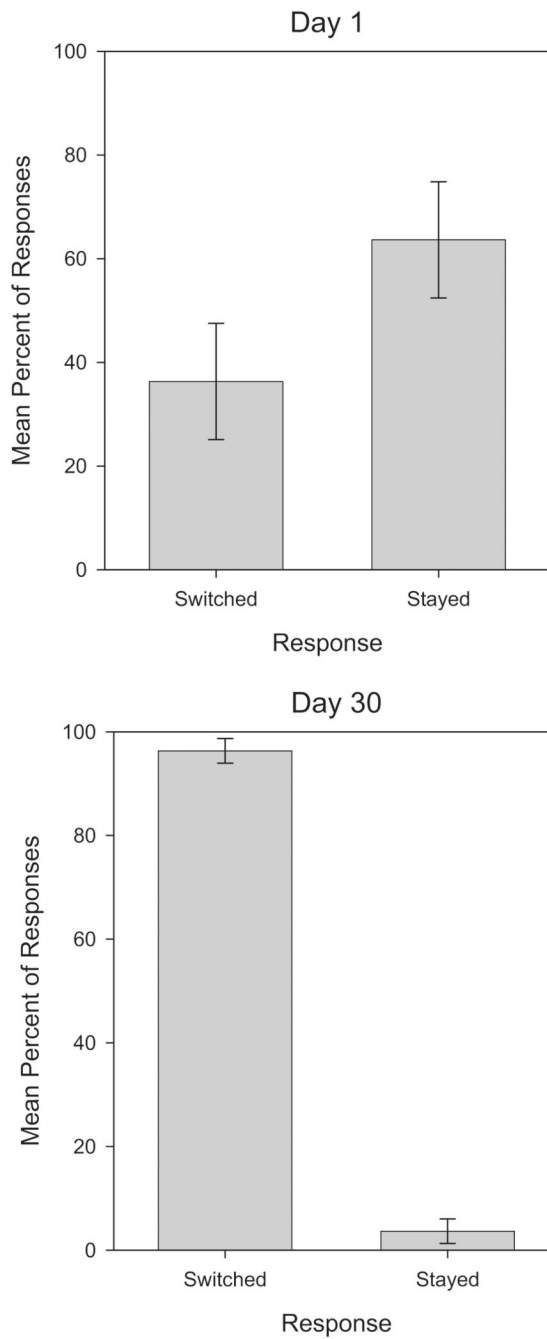 Day 1
Mean Percent of Responses
100
80
60
40
20
0
Switched
Stayed
Response
Day 30
Mean Percent of Responses
100
80
60
40
20
0
Switched
Stayed
Response